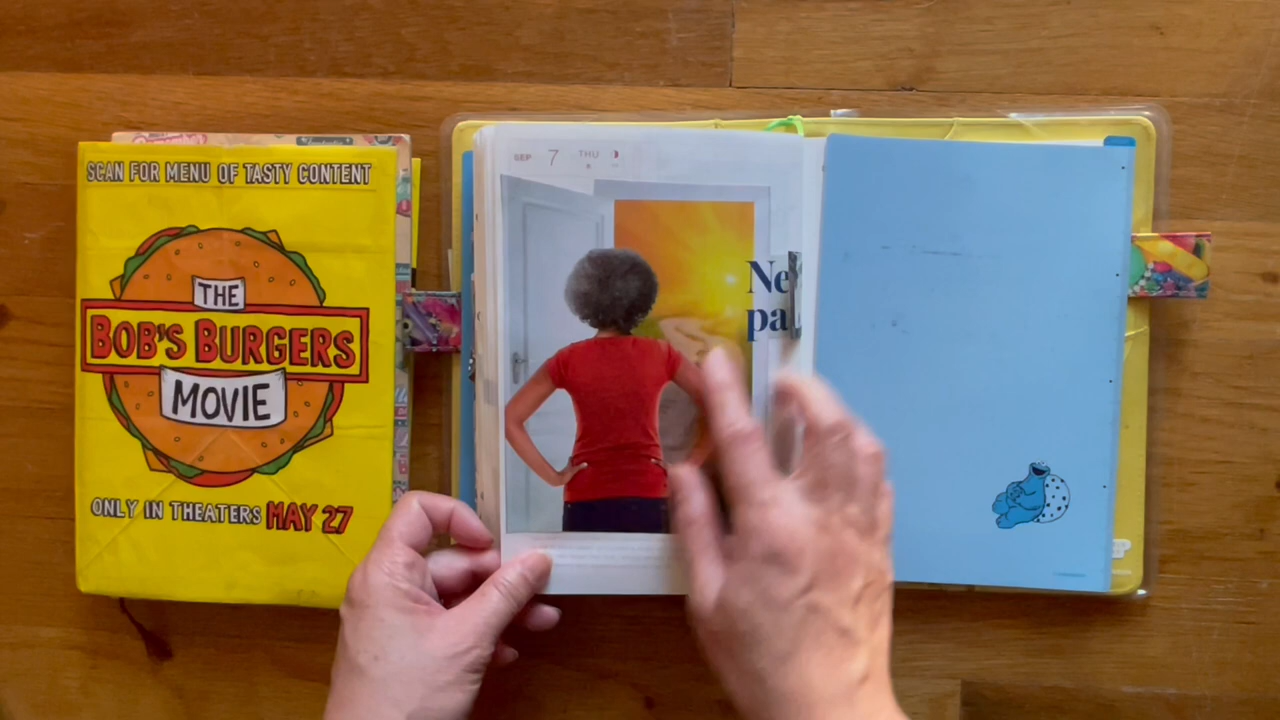 SCAN FOR MENU OF TASTY CONTENT
THE
BOB'S BURGERS
MOVIE
ONLY IN THEATERS MAY 27
SEP 7 THU
Ne
pa